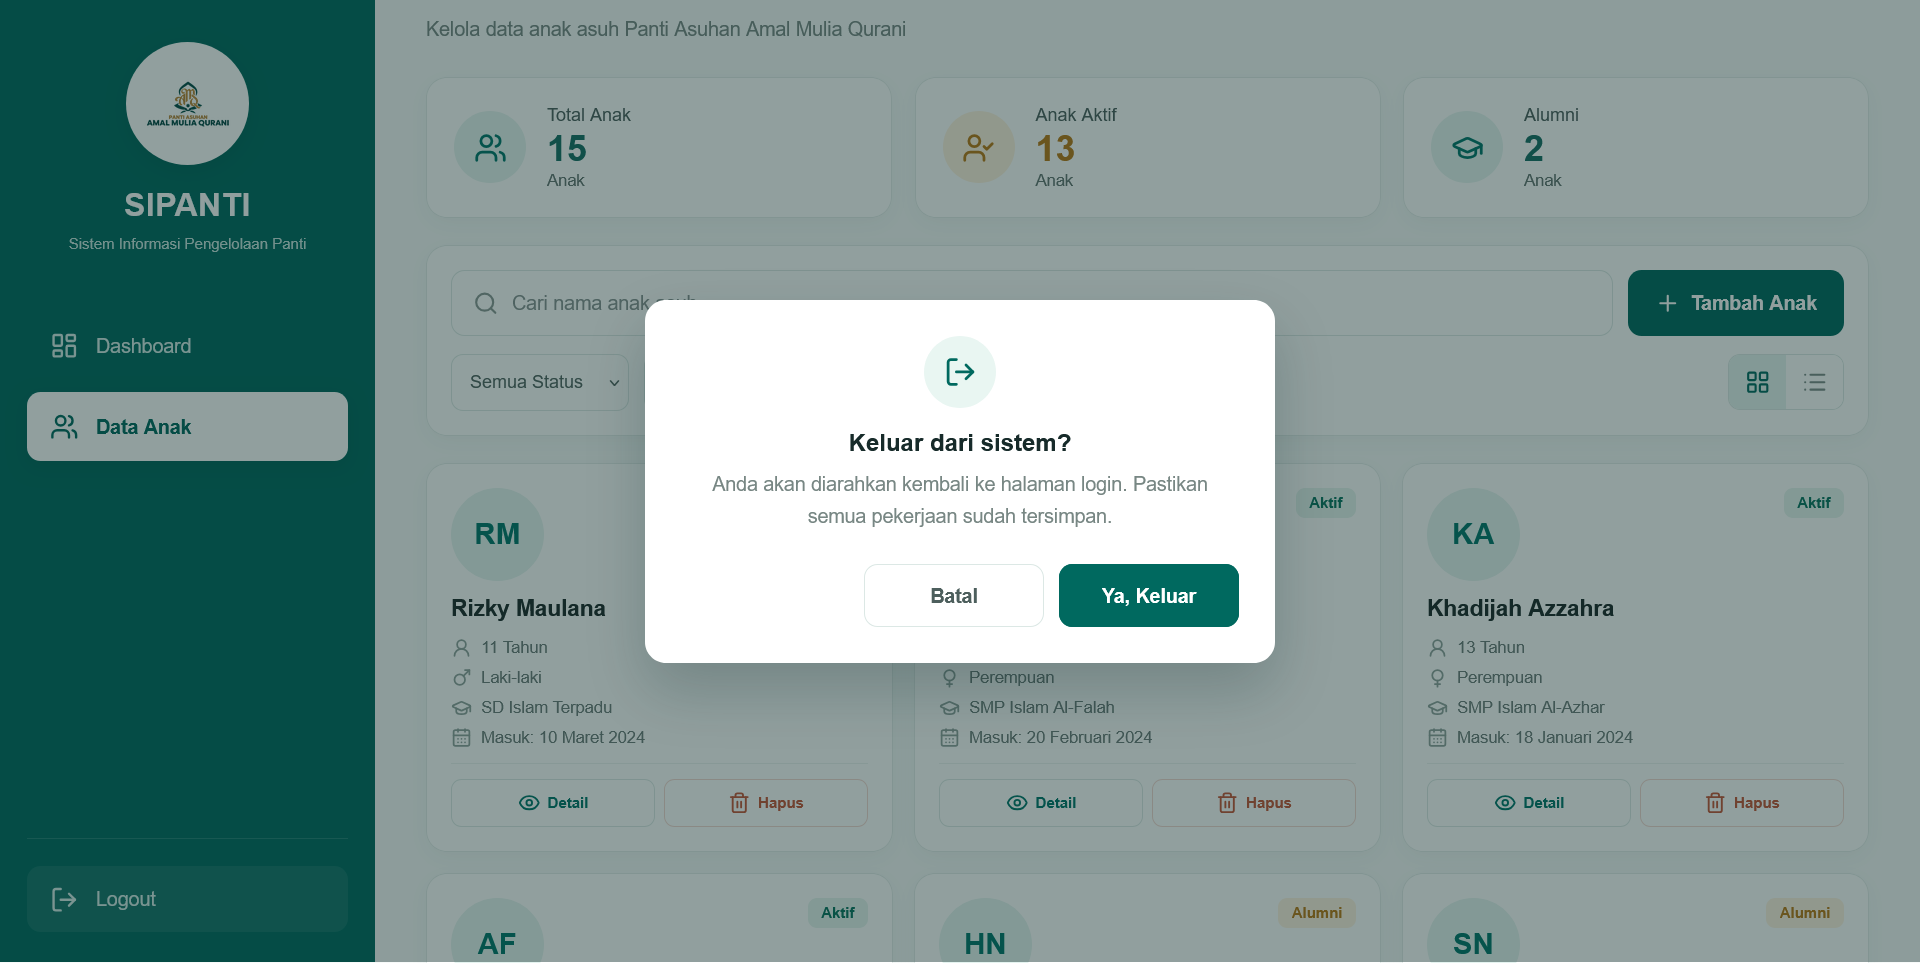 PANTI ASUHAN
AMAL MULIA QURANI
SIPANTI
Sistem Informasi Pengelolaan Panti
Dashboard
Data Anak
Logout
Kelola data anak asuh Panti Asuhan Amal Mulia Qurani
Total Anak
15
Anak
Anak Aktif
13
Anak
Alumni
2
Anak
Cari nama anak
Tambah Anak
Semua Status
Keluar dari sistem?
Anda akan diarahkan kembali ke halaman login. Pastikan
semua pekerjaan sudah tersimpan.
Batal
Ya, Keluar
RM
Rizky Maulana
11 Tahun
Laki-laki
SD Islam Terpadu
Masuk: 10 Maret 2024
Detail
Hapus
Aktif
Perempuan
SMP Islam Al-Falah
Masuk: 20 Februari 2024
Detail
Hapus
KA
Aktif
Khadijah Azzahra
13 Tahun
Perempuan
SMP Islam Al-Azhar
Masuk: 18 Januari 2024
Detail
Hapus
AF
Aktif
HN
Alumni
SN
Alumni